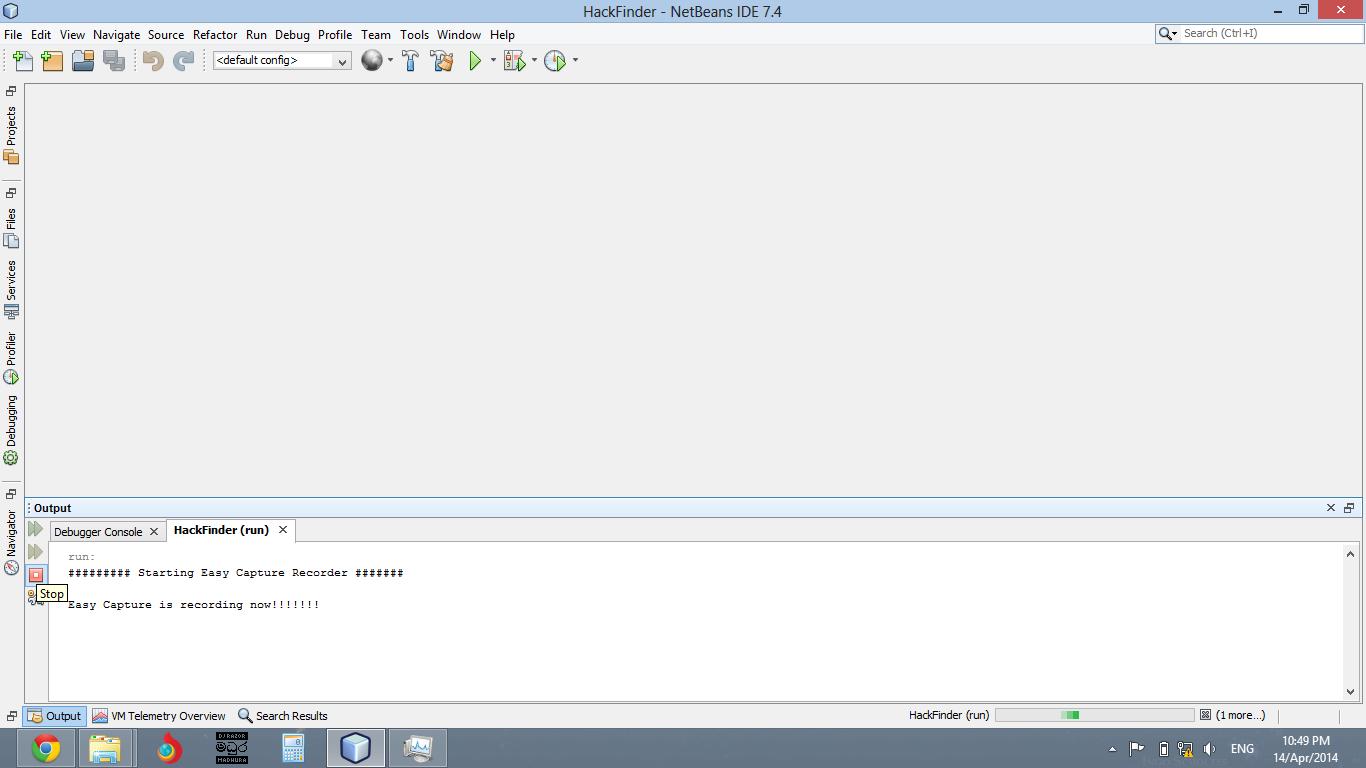 HackFinder - NetBeans IDE 7.4
File Edit View Navigate Source Refactor Run Debug Profile Team Tools Window Help
Search (Ctrl+I)
<default config>
Projects
Files
Services
Profiler
Debugging
Navigator
Output
Debugger Console
HackFinder (run)
run:
######### Starting Easy Capture Recorder #######
Stop
Easy Capture is recording now!!!!!!!
Output VM Telemetry Overview Search Results
HackFinder (run) (1 more...)
D/RAZOR
මධුර
MADHURA
ENG
10:49 PM
14/Apr/2014